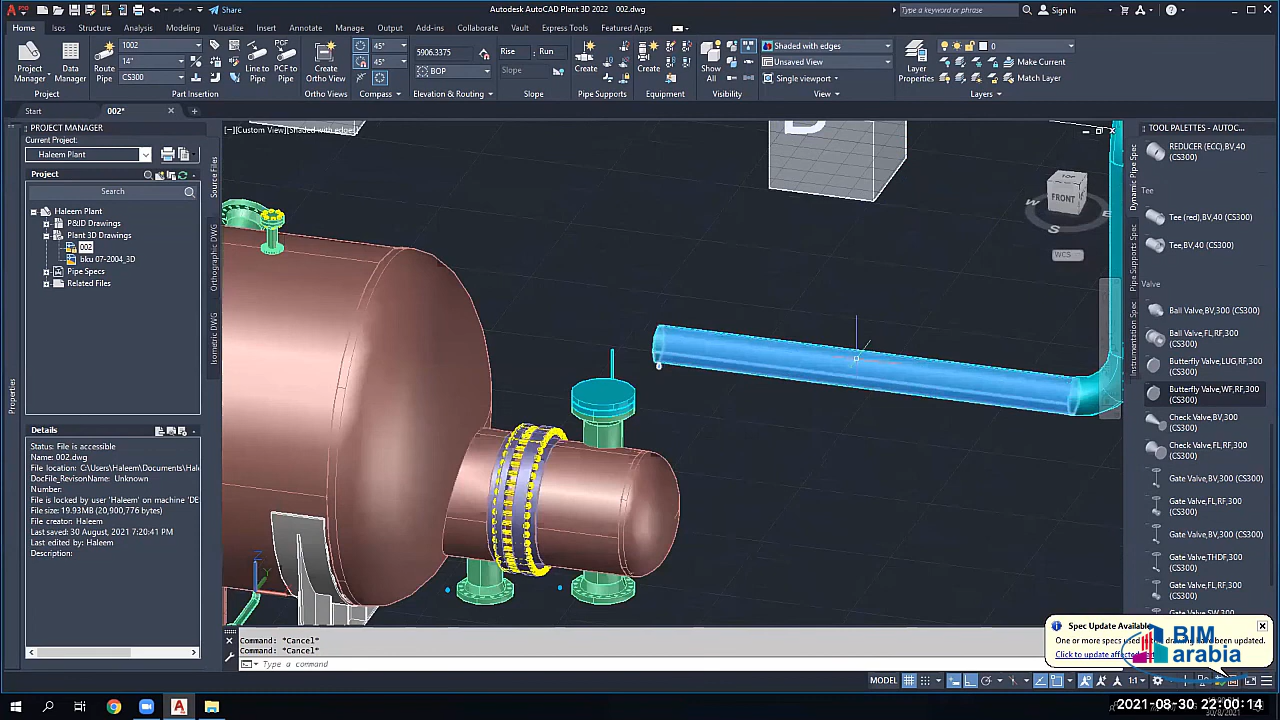 Share
Autodesk AutoCAD Plant 3D 2022 002.dwg
Type a keyword or phrase
Sign In
Home Isos Structure Analysis Modeling Visualize Insert Annotate Manage Output Add-ins Collaborate Vault Express Tools Featured Apps
Project Manager
Data Manager
Project
Route Pipe
1002
14"
CS300
Line to Pipe
PCF to Pipe
Part Insertion
Create Ortho View
Ortho Views
45°
45°
Compass
5906.3375
BOP
Elevation & Routing
Rise Run
Slope
Slope
Create
Pipe Supports
Create
Equipment
Show All
Visibility
Shaded with edges
Unsaved View
Single viewport
View
Layer Properties
0
Make Current
Match Layer
Layers
Start
002*
PROJECT MANAGER
Current Project:
Haleem Plant
Project
Search
Haleem Plant
P&ID Drawings
Plant 3D Drawings
002
bku 07-2004_3D
Pipe Specs
Related Files
Source Files
Orthographic DWG
Isometric DWG
Properties
Details
Status: File is accessible
Name: 002.dwg
File location: C:\Users\Haleem\Documents\Hale
DocFile_RevisonName: Unknown
Number:
File is locked by user 'Haleem' on machine 'DE
File size: 19.93MB (20,900,776 bytes)
File creator: Haleem
Last saved: 30 August, 2021 7:20:41 PM
Last edited by: Haleem
Description:
[-][Custom View][Shaded with edges]
TOP
FRONT
W
S
E
WCS
Z
Y
TOOL PALETTES - AUTOC...
Dynamic Pipe Spec
Pipe Supports Spec
Instrumentation Spec
REDUCER (ECC),BV,40 (CS300)
Tee
Tee (red),BV,40 (CS300)
Tee,BV,40 (CS300)
Valve
Ball Valve,BV,300 (CS300)
Ball Valve,FL,RF,300 (CS300)
Butterfly Valve,LUG,RF,300 (CS300)
Butterfly Valve,WF,RF,300 (CS300)
Check Valve,BV,300 (CS300)
Check Valve,FL,RF,300 (CS300)
Gate Valve,BV,300 (CS300)
Gate Valve,FL,RF,300 (CS300)
Gate Valve,BV,300 (CS300)
Gate Valve,THDF,300 (CS300)
Gate Valve,FL,RF,300 (CS300)
Gate Valve,SW,300
Command: *Cancel*
Command: *Cancel*
Type a command
Spec Update Available
One or more specs used in
drawing have been updated.
Click to update affected
BIM
arabia
MODEL
1:1
2021-08-30 22:00:14